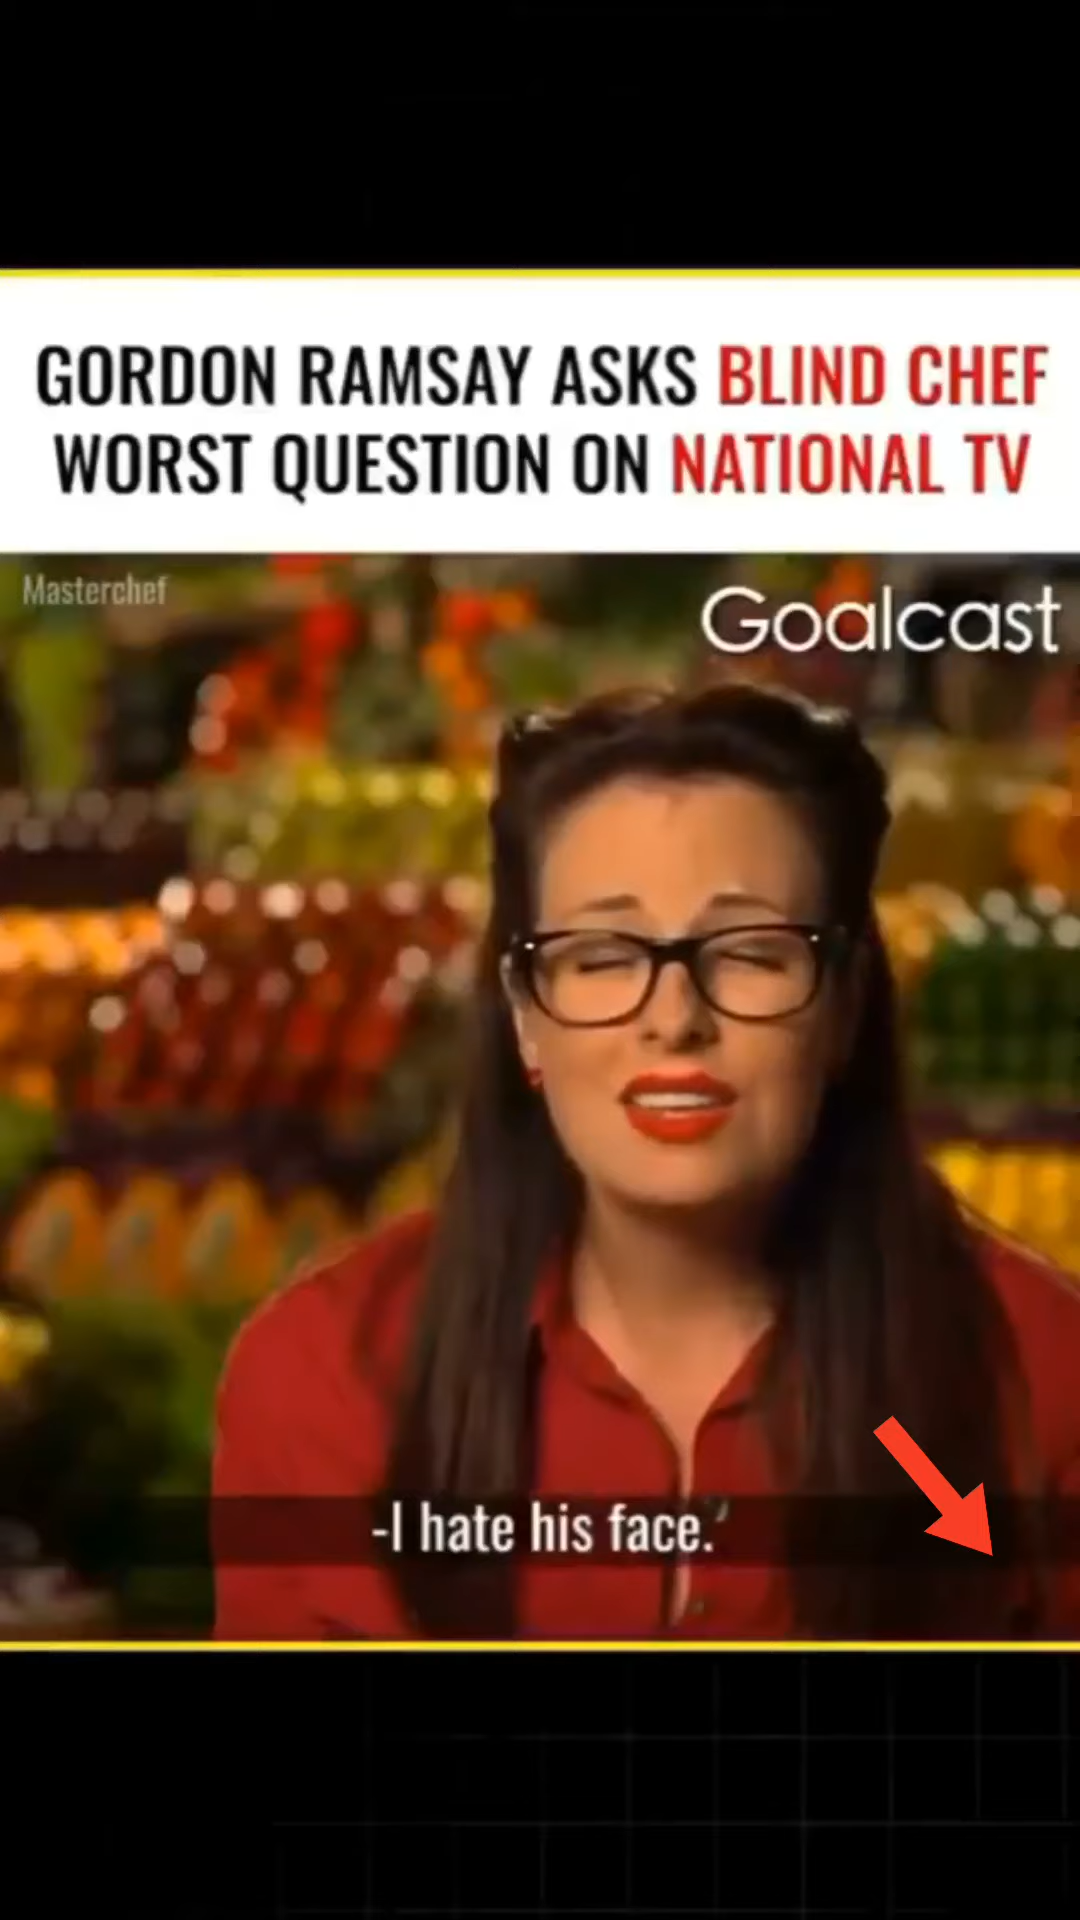 GORDON RAMSAY ASKS BLIND CHEF
WORST QUESTION ON NATIONAL TV
Masterchef
Goalcast
-I hate his face.